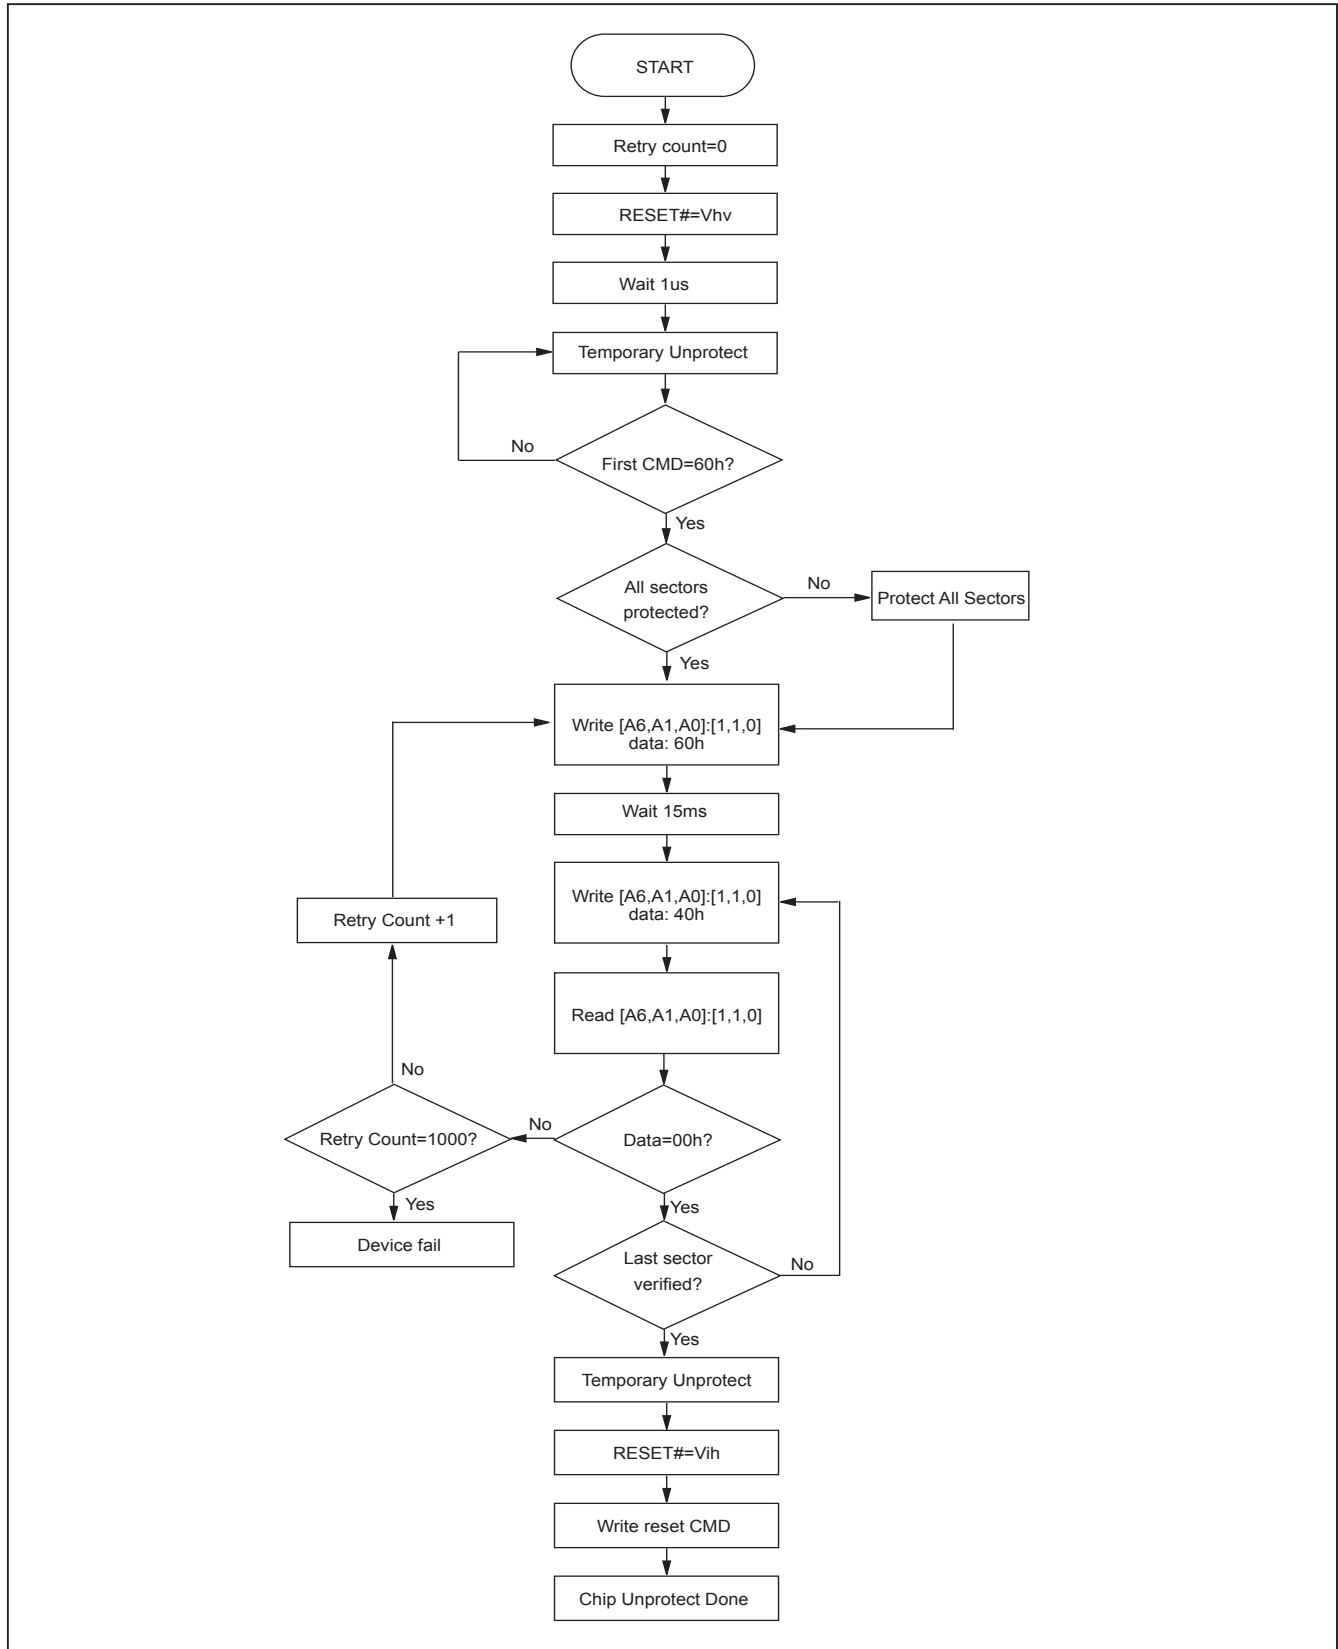 START
Retry count=0
RESET#=Vhv
Wait 1us
Temporary Unprotect
No
First CMD=60h?
Yes
All sectors
protected?
No
Protect All Sectors
Yes
Write [A6,A1,A0]:[1,1,0]
data: 60h
Wait 15ms
Write [A6,A1,A0]:[1,1,0]
data: 40h
Retry Count +1
Read [A6,A1,A0]:[1,1,0]
No
Retry Count=1000?
No
Data=00h?
Yes
Device fail
Yes
Last sector
verified?
No
Yes
Temporary Unprotect
RESET#=Vih
Write reset CMD
Chip Unprotect Done